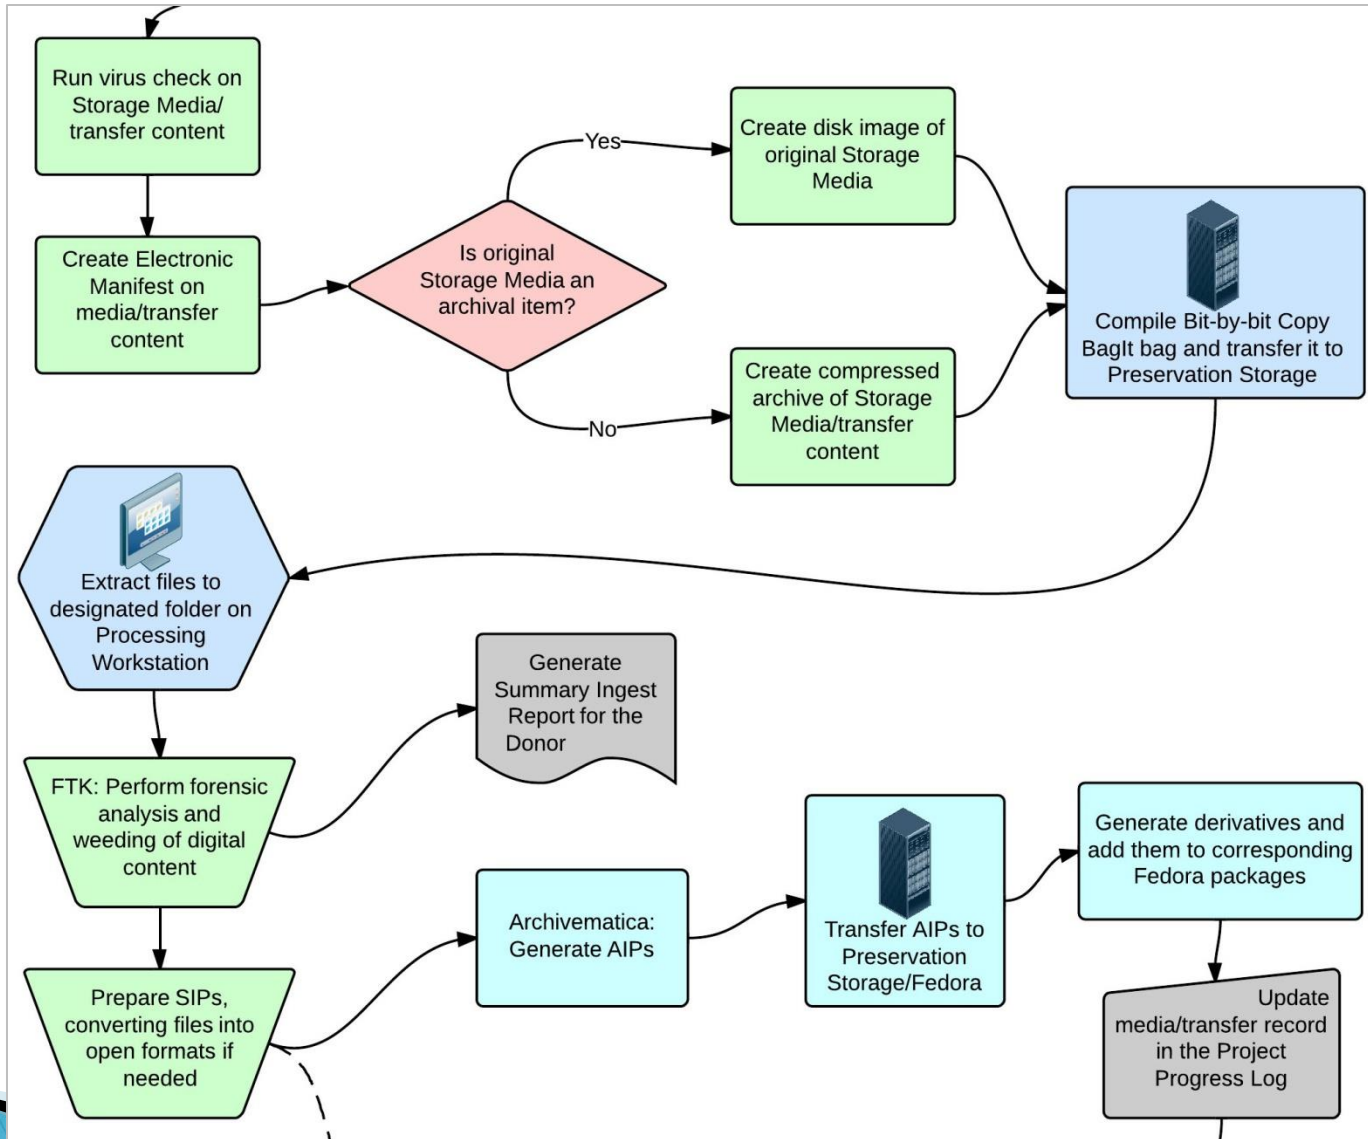 Run virus check on
Storage Media/
transfer content
Create Electronic
Manifest on
media/transfer
content
Is original
Storage Media an
archival item?
Yes
No
Create disk image of
original Storage
Media
Create compressed
archive of Storage
Media/transfer
content
Compile Bit-by-bit Copy
BagIt bag and transfer it to
Preservation Storage
Extract files to
designated folder on
Processing
Workstation
FTK: Perform forensic
analysis and
weeding of digital
content
Generate
Summary Ingest
Report for the
Donor
Prepare SIPs,
converting files into
open formats if
needed
Archivematica:
Generate AIPs
Transfer AIPs to
Preservation
Storage/Fedora
Generate derivatives and
add them to corresponding
Fedora packages
Update
media/transfer record
in the Project
Progress Log